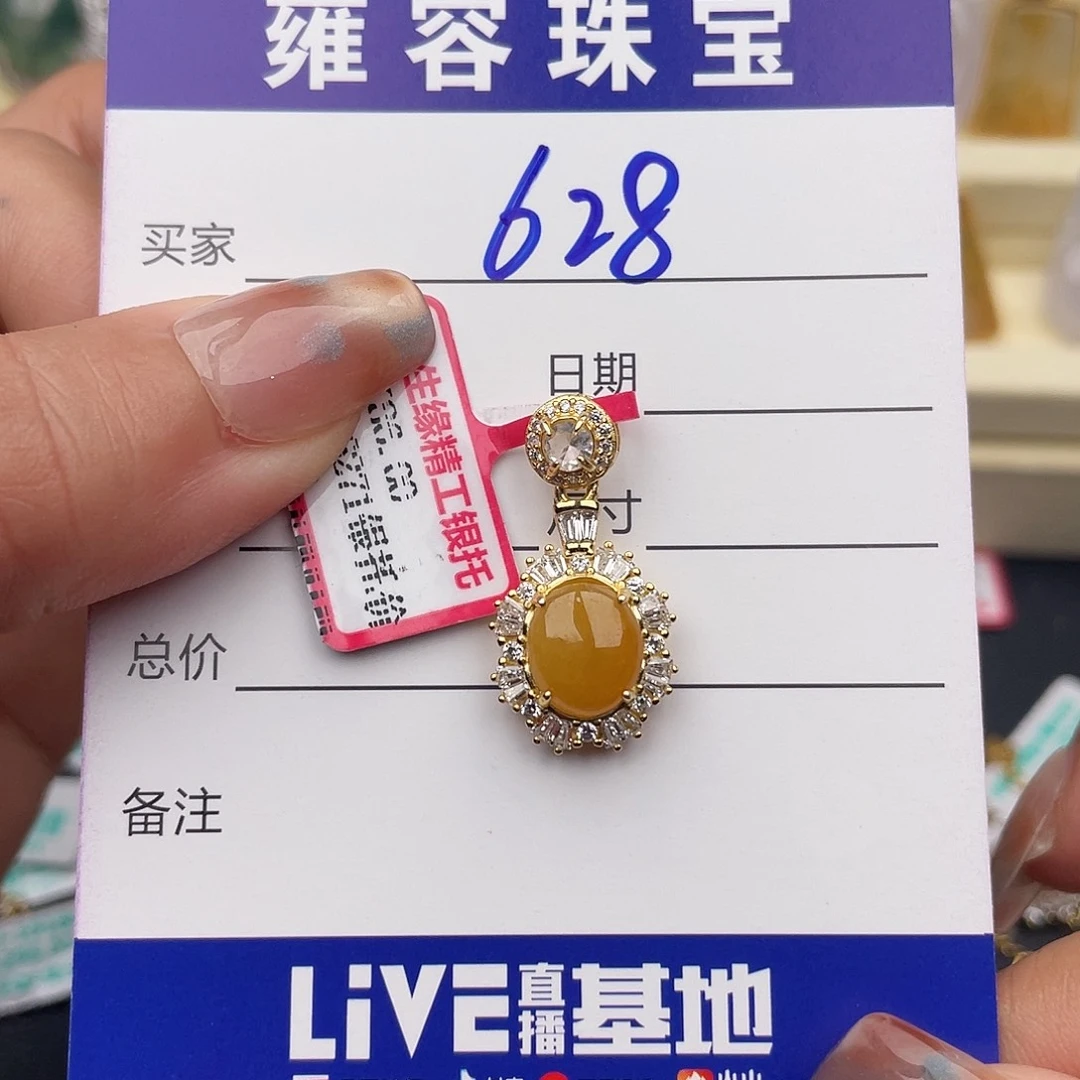 雍容珠宝
买家 628
日期
尺寸
生缘精工银托
总价
备注
LiVE直播基地